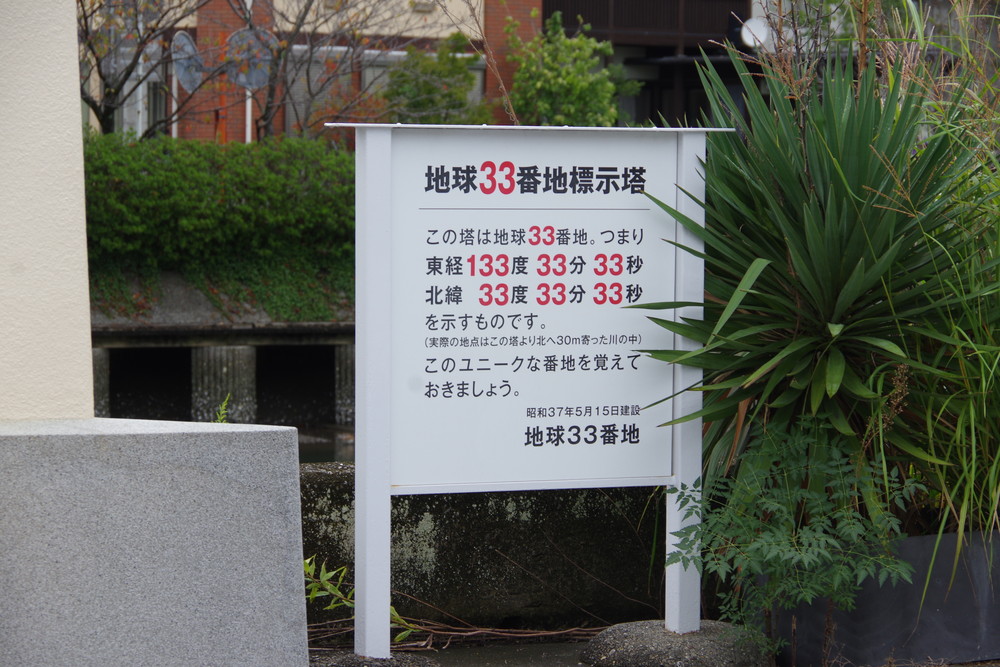 地球33番地標示塔
この塔は地球33番地。つまり
東経133度 33分 33秒
北緯 33度 33分 33秒
を示すものです。
(実際の地点はこの塔より北へ30m寄った川の中)
このユニークな番地を覚えて
おきましょう。
昭和37年5月15日建設
地球33番地